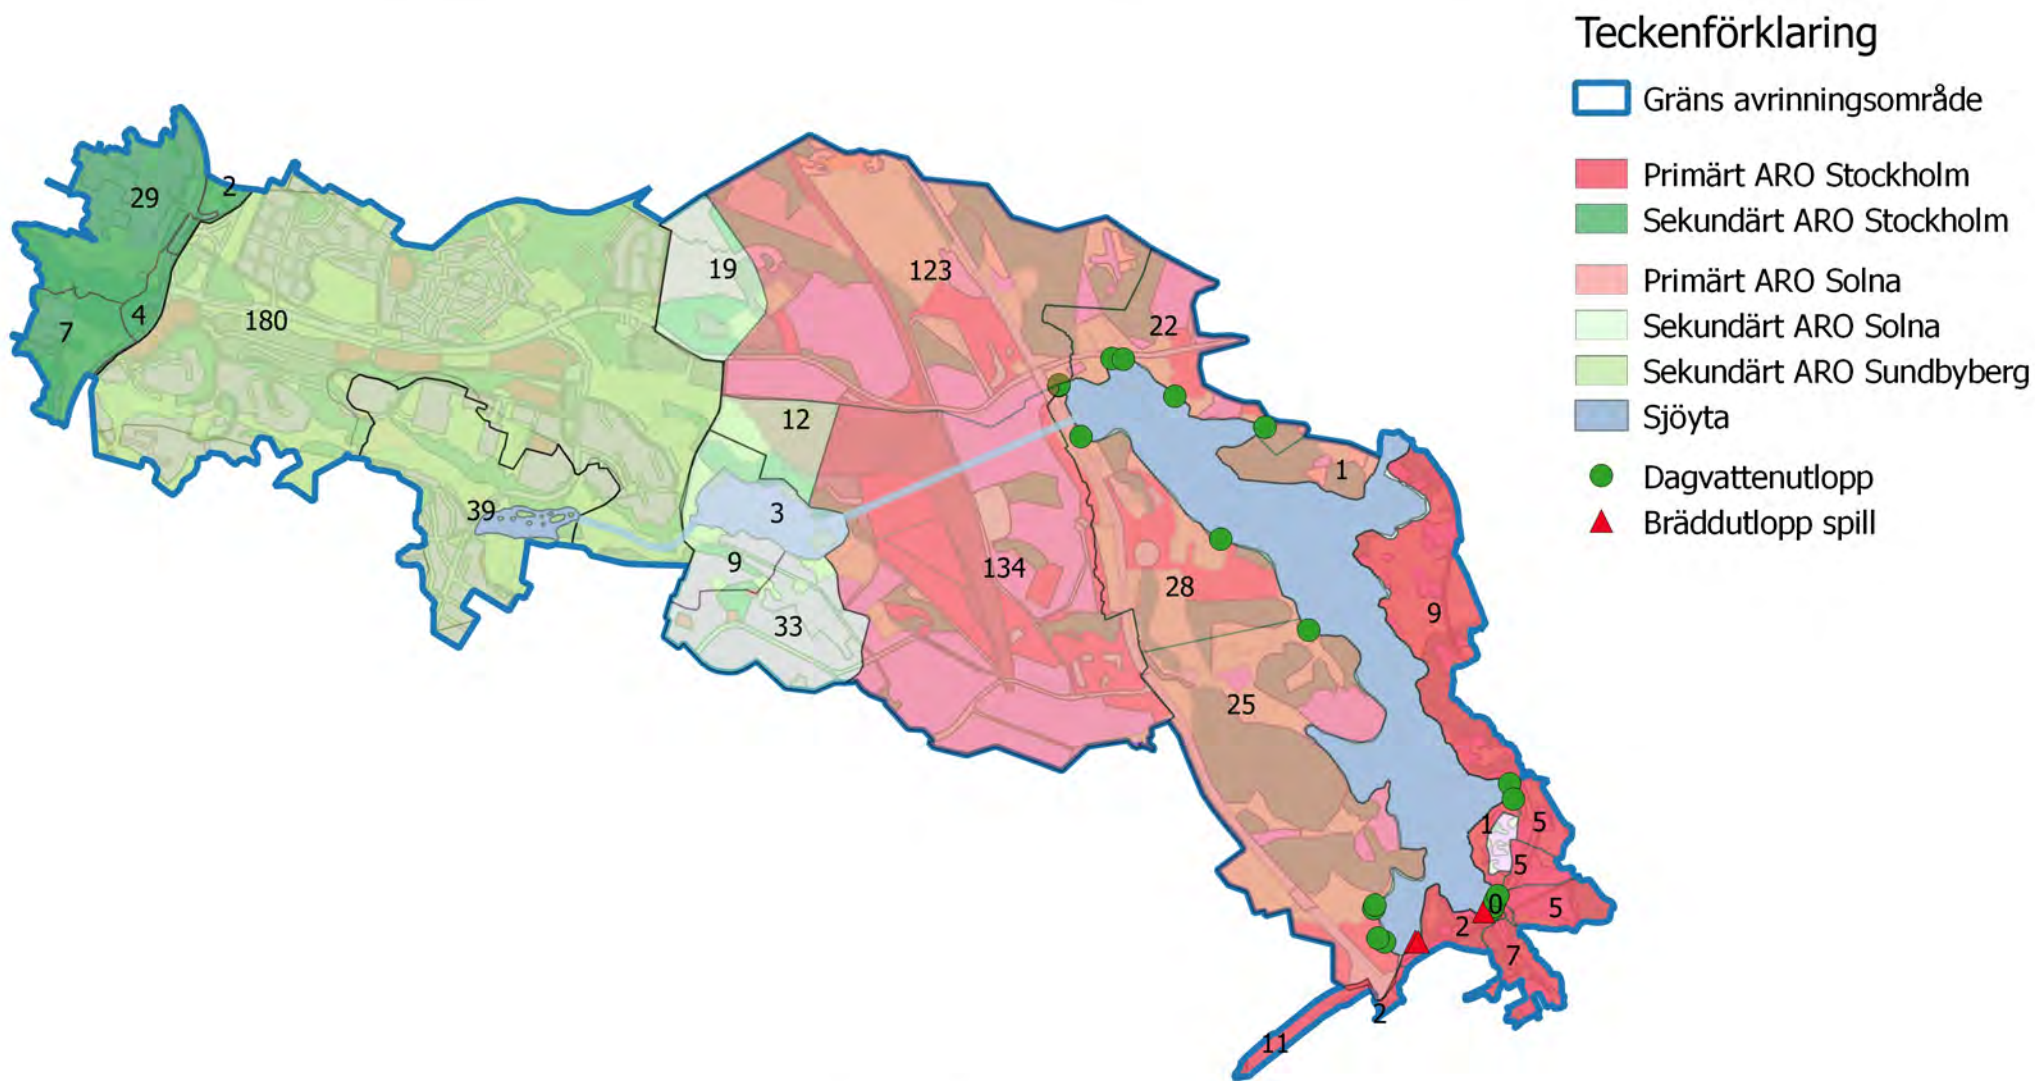 Teckenförklaring
Gräns avrinningsområde
Primärt ARO Stockholm
Sekundärt ARO Stockholm
Primärt ARO Solna
Sekundärt ARO Solna
Sekundärt ARO Sundbyberg
Sjöyta
Dagvattenutlopp
Bräddutlopp spill
29
2
19
123
7
4
180
22
12
1
39
3
9
134
28
9
33
25
1
5
5
0
5
2
7
2
11